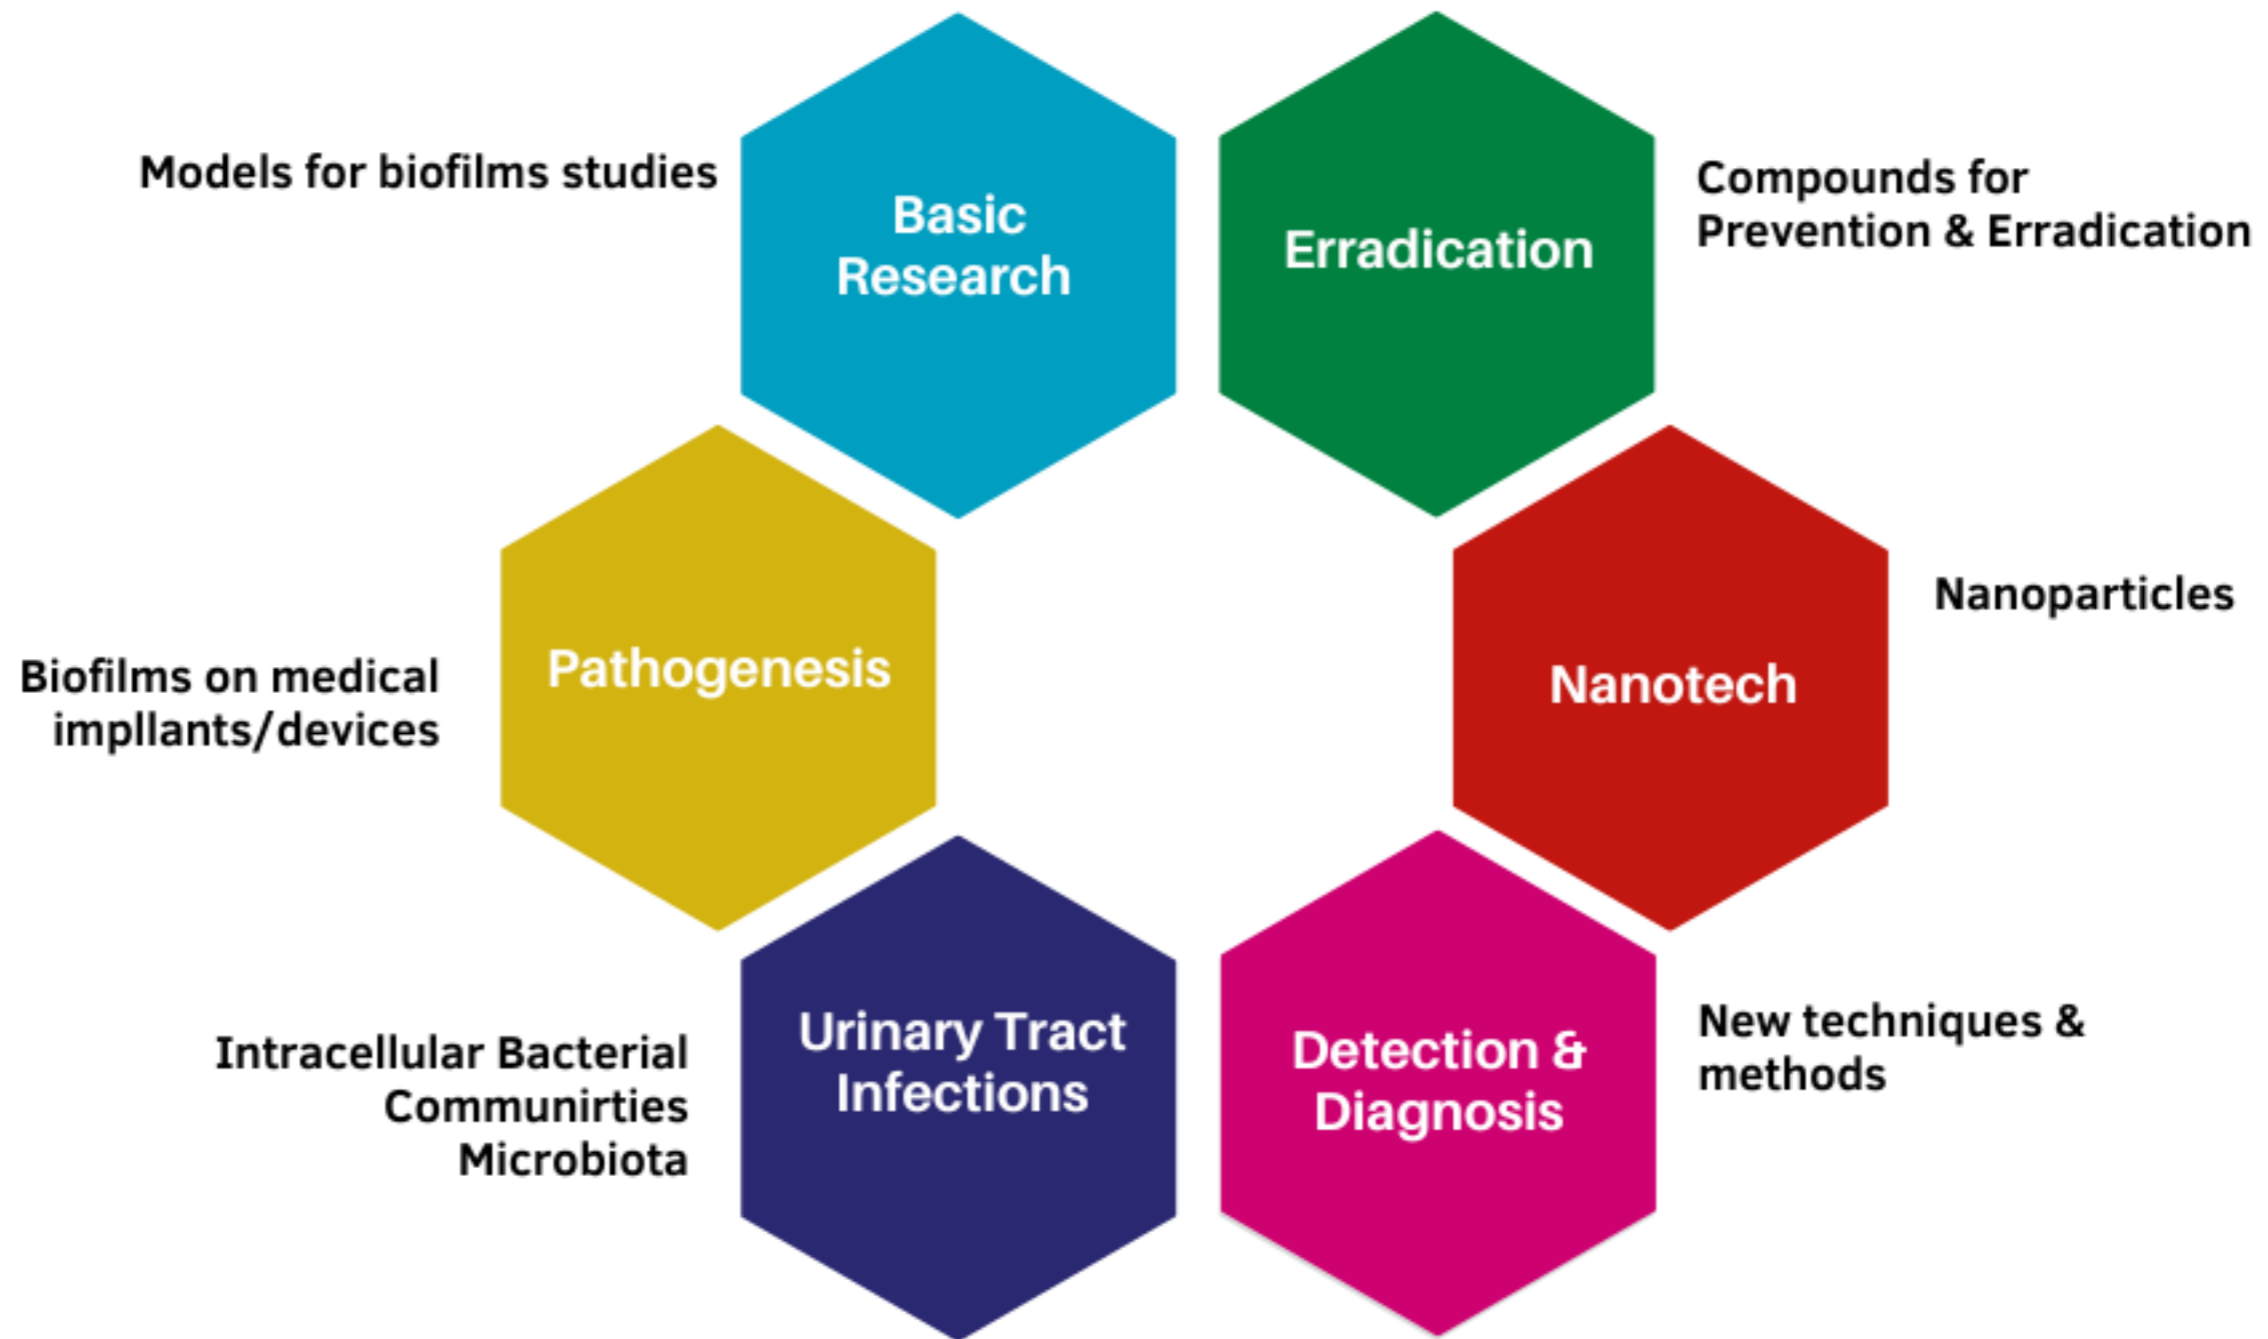 Models for biofilms studies
Basic
Research
Erradication
Compounds for
Prevention & Erradication
Biofilms on medical
impllants/devices
Pathogenesis
Nanotech
Nanoparticles
Intracellular Bacterial
Communirties
Microbiota
Urinary Tract
Infections
Detection &
Diagnosis
New techniques &
methods